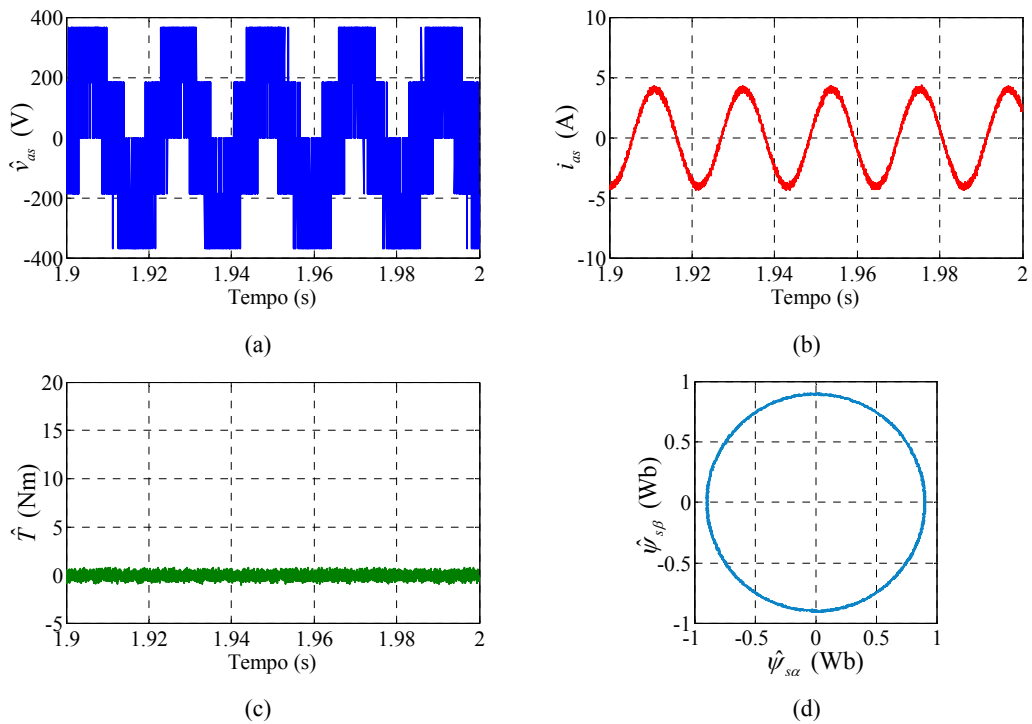 400
200
0
-200
-400
1.9 1.92 1.94 1.96 1.98 2
v̂as (V)
Tempo (s)
(a)
10
5
0
-5
-10
1.9 1.92 1.94 1.96 1.98 2
ias (A)
Tempo (s)
(b)
20
15
10
5
0
-5
1.9 1.92 1.94 1.96 1.98 2
T̂ (Nm)
Tempo (s)
(c)
1
0.5
0
-0.5
-1
-1 -0.5 0 0.5 1
ψ̂sβ (Wb)
ψ̂sα (Wb)
(d)